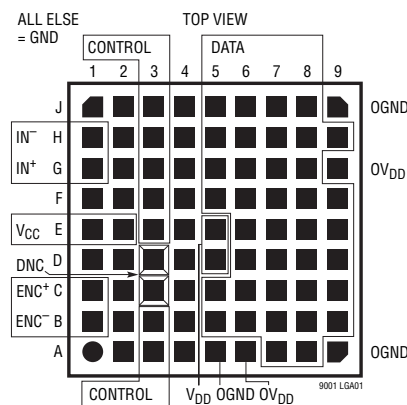 ALL ELSE
= GND
TOP VIEW
CONTROL
DATA
1 2 3 4 5 6 7 8 9
J
OGND
IN⁻ H
IN⁺ G
OV_DD
F
V_CC E
D
DNC
ENC⁺ C
ENC⁻ B
A
OGND
9001 LGA01
CONTROL
V_DD OGND OV_DD